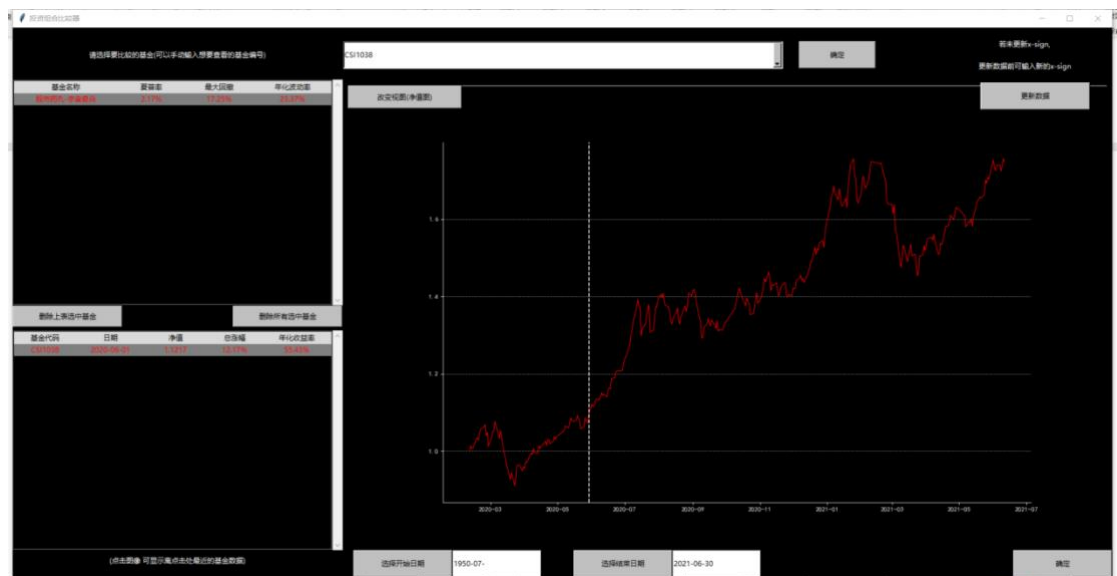 投资组合比较器
请选择要比较的基金(可以手动输入想要查看的基金编号)
CSI1038
确定
若未更新x-sign,
更新数据前可输入新的x-sign
更新数据
基金名称 夏普率 最大回撤 年化波动率
改变视图(净值图)
1.6
1.4
1.2
1.0
2020-03 2020-05 2020-07 2020-09 2020-11 2021-01 2021-03 2021-05 2021-07
删除上表选中基金
删除所有选中基金
基金代码 日期 净值 总涨幅 年化收益率
CSI1038 2020-06-01 1.1217 12.17%
(点击图像 可显示离点击处最近的基金数据)
选择开始日期
1950-07-
选择结束日期
2021-06-30
确定